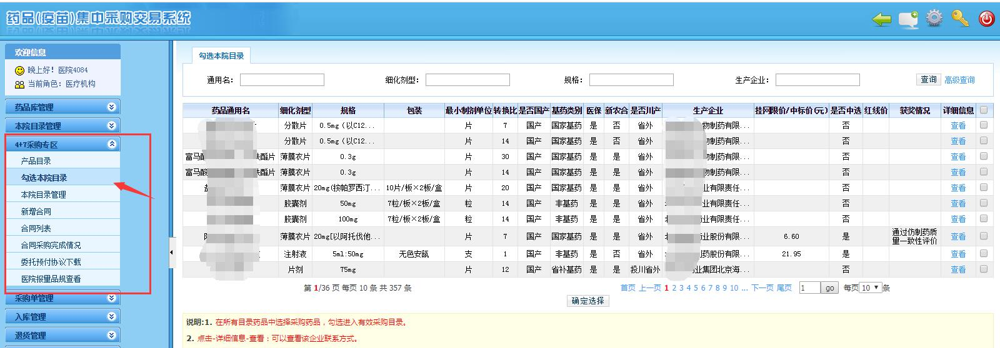 药品(疫苗)集中采购交易系统
欢迎信息
晚上好！医院4084
当前角色：医疗机构
药品库管理
本院目录管理
4+7采购专区
产品目录
勾选本院目录
本院目录管理
新增合同
合同列表
合同采购完成情况
委托预付协议下载
医院报量品规查看
采购单管理
入库管理
退货管理
勾选本院目录
通用名： 细化剂型： 规格： 生产企业： 查询 高级查询
药品通用名 细化剂型 规格 包装 最小制剂单位 转换比 是否国产 基药类别 医保 新农合 是否川产 生产企业 挂网限价/中标价(元) 是否中选 红线价 获奖情况 详细信息
分散片 0.5mg（以C12... 片 7 国产 国家基药 是 否 省外 物制药有限... 否 查看
分散片 0.5mg（以C12... 片 14 国产 国家基药 是 否 省外 物制药有限... 否 查看
富马 酯片 薄膜衣片 0.3g 片 30 国产 国家基药 是 是 省外 物制药有限... 否 查看
富马 酯片 薄膜衣片 0.3g 片 14 国产 国家基药 是 是 省外 物制药有限... 否 查看
薄膜衣片 20mg(按帕罗西汀... 10片/板×2板/盒 片 20 国产 国家基药 是 是 省外 业有限责任... 否 查看
胶囊剂 50mg 7粒/板×2板/盒 粒 14 国产 非基药 是 是 省外 业有限责任... 否 查看
胶囊剂 100mg 7粒/板×2板/盒 粒 14 国产 非基药 是 是 省外 药业有限责任... 否 查看
薄膜衣片 20mg[以阿托伐他... 片 7 国产 国家基药 是 是 省外 药业股份有限... 6.60 是 通过仿制药质量一致性评价 查看
注射液 5ml:50mg 无色安瓿 支 1 国产 非基药 是 否 省外 制药股份有限... 21.95 是 查看
片剂 75mg 片 12 国产 省补基药 是 是 投川省外 业集团北京海... 否 查看
第 1/36 页 每页 10 条 共 357 条 首页 上一页 1 2 3 4 5 6 7 8 9 10 ... 下一页 尾页 1 go 每页 10 条
确定选择
说明:1. 在所有目录药品中选择采购药品，勾选进入有效采购目录。
2. 点击-详细信息-查看：可以查看该企业联系方式。